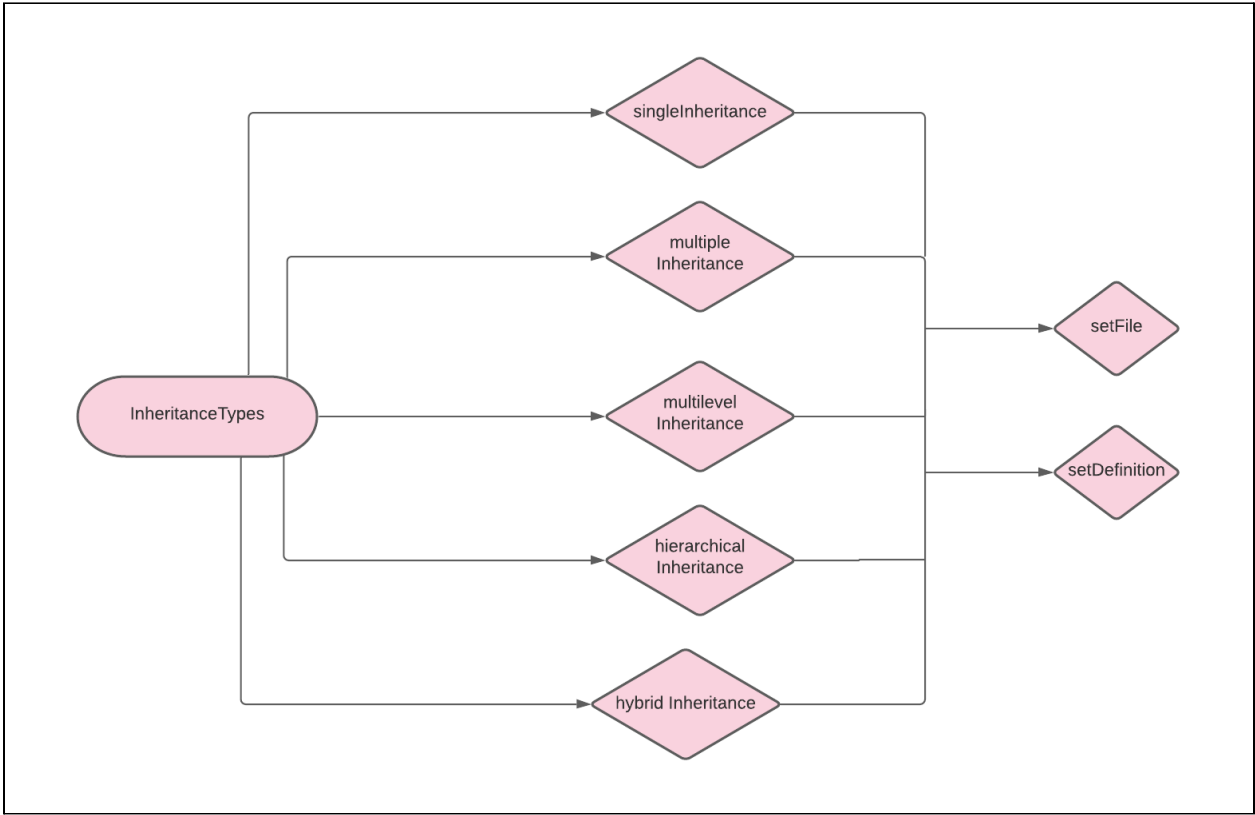 InheritanceTypes
singleInheritance
multiple
Inheritance
multilevel
Inheritance
hierarchical
Inheritance
hybrid Inheritance
setFile
setDefinition